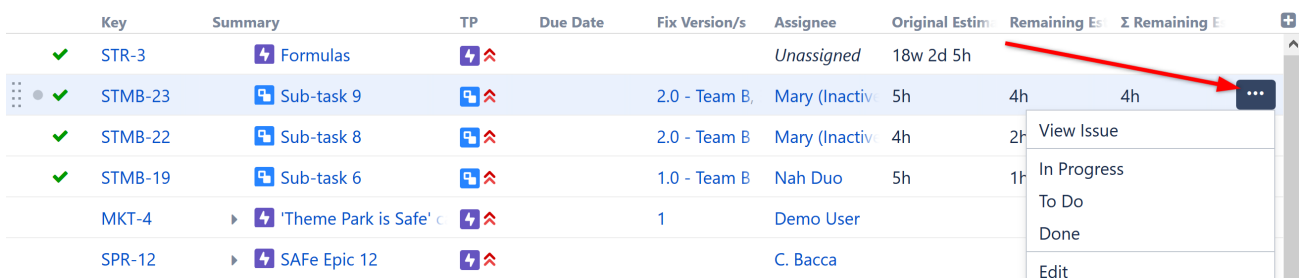 Key Summary TP Due Date Fix Version/s Assignee Original Estim Remaining Es Σ Remaining E
STR-3 Formulas Unassigned 18w 2d 5h
STMB-23 Sub-task 9 2.0 - Team B, Mary (Inactive 5h 4h 4h
View Issue
STMB-22 Sub-task 8 2.0 - Team B Mary (Inactiv 4h 2h
In Progress
STMB-19 Sub-task 6 1.0 - Team B Nah Duo 5h 1h
To Do
MKT-4 'Theme Park is Safe' 1 Demo User
Done
SPR-12 SAFe Epic 12 C. Bacca
Edit